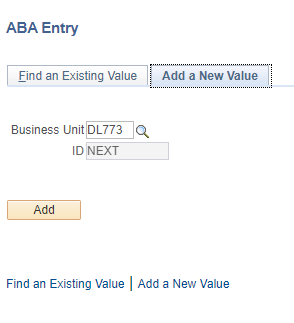 ABA Entry
Find an Existing Value Add a New Value
Business Unit DL773
ID NEXT
Add
Find an Existing Value | Add a New Value